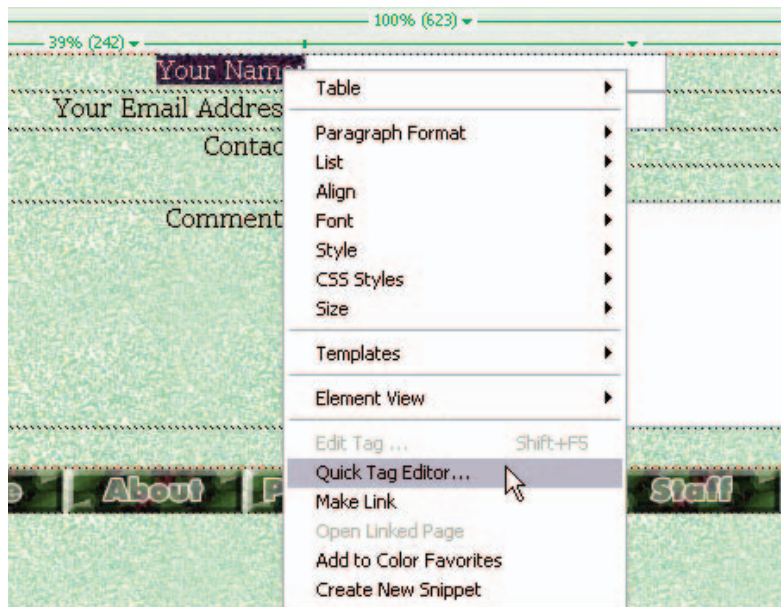 100% (623)
39% (242)
Your Name
Your Email Addres
Contac
Comment
Table
Paragraph Format
List
Align
Font
Style
CSS Styles
Size
Templates
Element View
Edit Tag ... Shift+F5
Quick Tag Editor...
Make Link
Open Linked Page
Add to Color Favorites
Create New Snippet
About
Staff